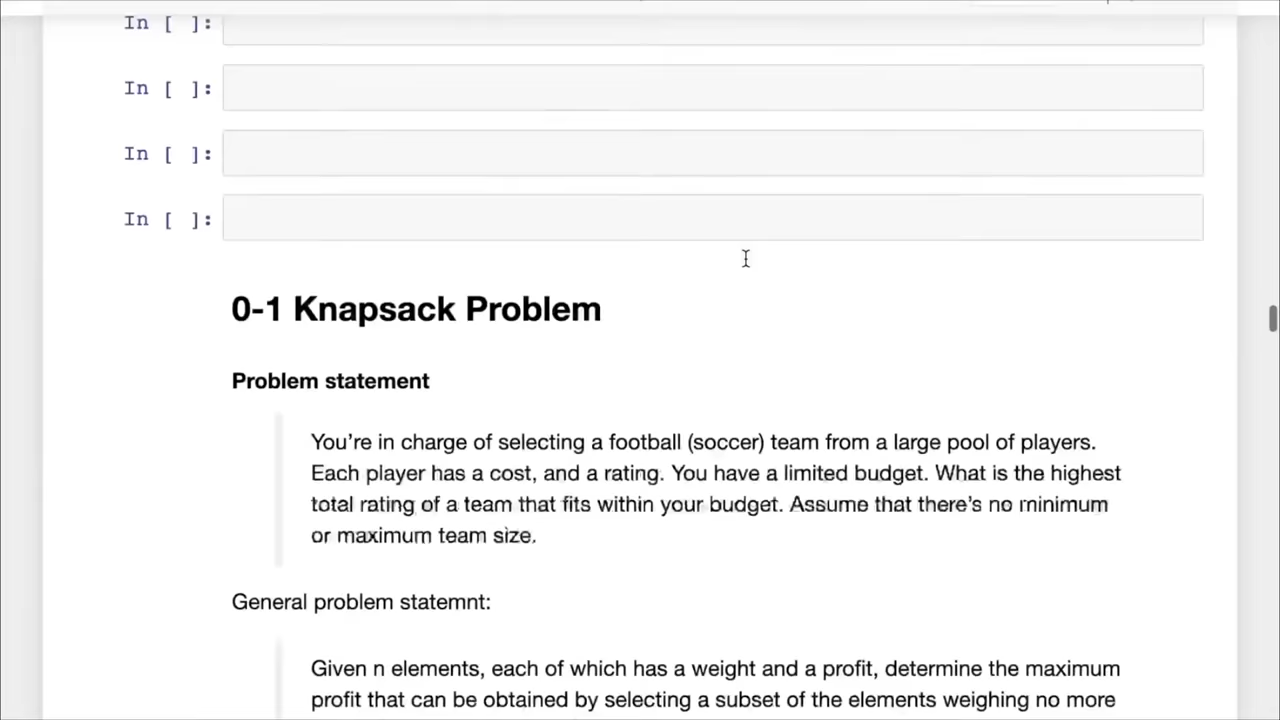 In [ ]:
In [ ]:
In [ ]:
In [ ]:
0-1 Knapsack Problem
Problem statement
You’re in charge of selecting a football (soccer) team from a large pool of players.
Each player has a cost, and a rating. You have a limited budget. What is the highest
total rating of a team that fits within your budget. Assume that there’s no minimum
or maximum team size.
General problem statemnt:
Given n elements, each of which has a weight and a profit, determine the maximum
profit that can be obtained by selecting a subset of the elements weighing no more